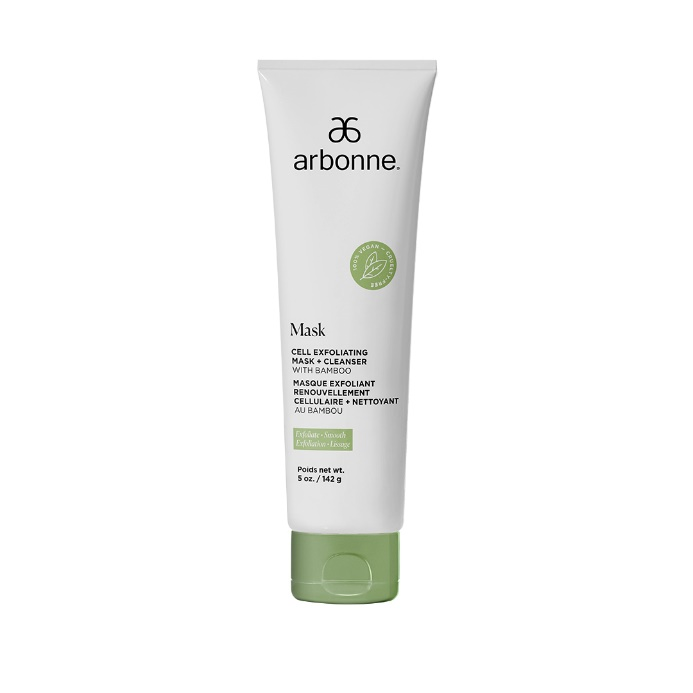 arbonne®
100% VEGAN – CRUELTY-FREE
Mask
CELL EXFOLIATING
MASK + CLEANSER
WITH BAMBOO
MASQUE EXFOLIANT
RENOUVELLEMENT
CELLULAIRE + NETTOYANT
AU BAMBOU
Exfoliate • Smooth
Exfoliation • Lissage
Poids net wt.
5 oz. / 142 g